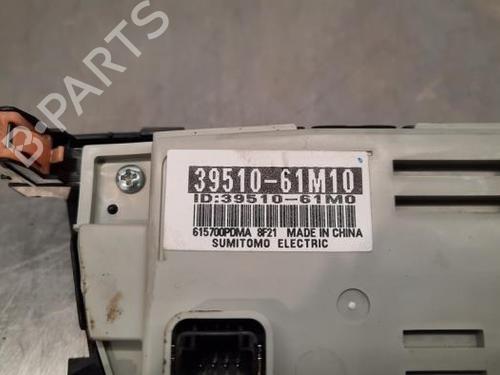 39510-61M10
ID:39510-61M0
615700PDMA 8F21 MADE IN CHINA
SUMITOMO ELECTRIC
B-PARTS